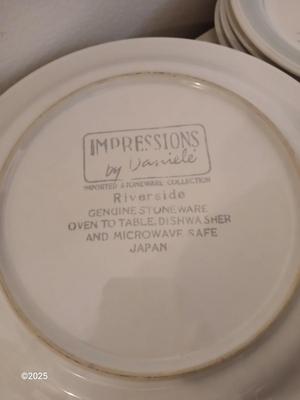 IMPRESSIONS
by Daniele
IMPORTED STONEWARE COLLECTION
Riverside
GENUINE STONEWARE
OVEN TO TABLE, DISHWASHER
AND MICROWAVE SAFE
JAPAN
©2025